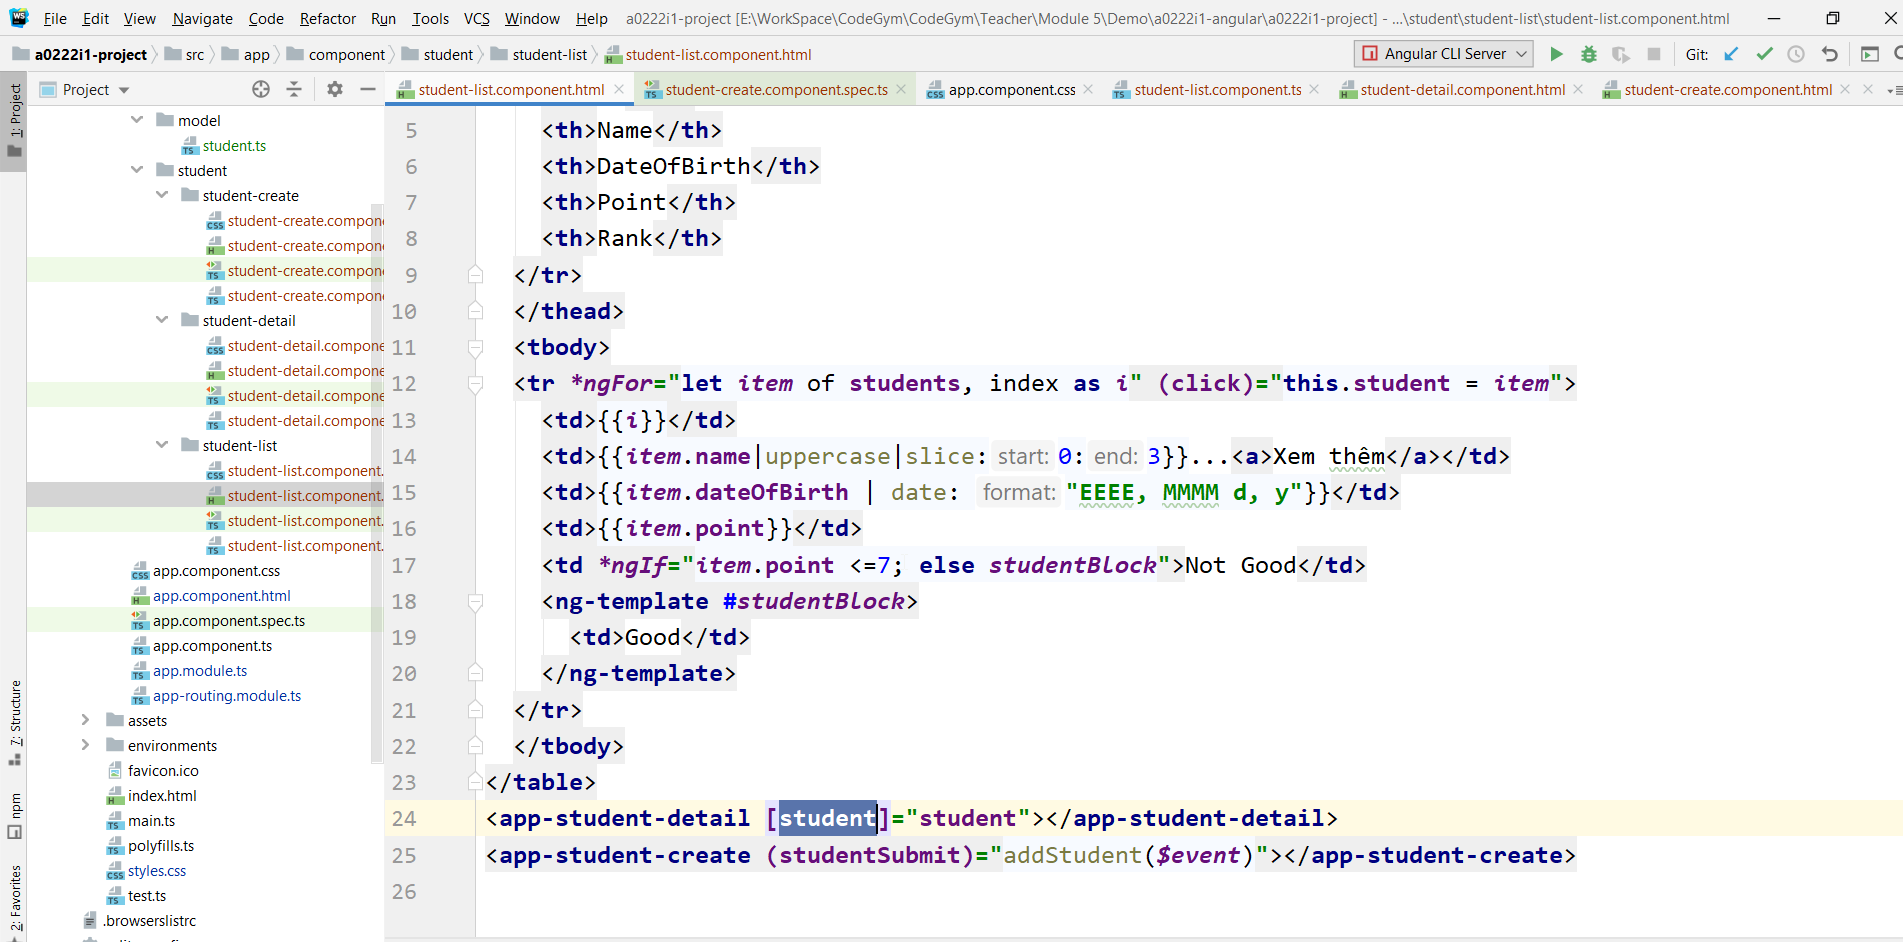 File Edit View Navigate Code Refactor Run Tools VCS Window Help a0222i1-project [E:\WorkSpace\CodeGym\CodeGym\Teacher\Module 5\Demo\a0222i1-angular\a0222i1-project] - ...\student\student-list\student-list.component.html
a0222i1-project src app component student student-list student-list.component.html Angular CLI Server Git:
Project student-list.component.html student-create.component.spec.ts app.component.css student-list.component.ts student-detail.component.html student-create.component.html
1: Project
7: Structure
npm
2: Favorites
model
student.ts
student
student-create
student-create.compon
student-create.compon
student-create.compon
student-create.compon
student-detail
student-detail.compone
student-detail.compone
student-detail.compone
student-detail.compone
student-list
student-list.component.
student-list.component.
student-list.component.
student-list.component.
app.component.css
app.component.html
app.component.spec.ts
app.component.ts
app.module.ts
app-routing.module.ts
assets
environments
favicon.ico
index.html
main.ts
polyfills.ts
styles.css
test.ts
.browserslistrc
5 <th>Name</th>
6 <th>DateOfBirth</th>
7 <th>Point</th>
8 <th>Rank</th>
9 </tr>
10 </thead>
11 <tbody>
12 <tr *ngFor="let item of students, index as i" (click)="this.student = item">
13 <td>{{i}}</td>
14 <td>{{item.name|uppercase|slice: start: 0: end: 3}}...<a>Xem thêm</a></td>
15 <td>{{item.dateOfBirth | date: format: "EEEE, MMMM d, y"}}</td>
16 <td>{{item.point}}</td>
17 <td *ngIf="item.point <=7; else studentBlock">Not Good</td>
18 <ng-template #studentBlock>
19 <td>Good</td>
20 </ng-template>
21 </tr>
22 </tbody>
23 </table>
24 <app-student-detail [student]="student"></app-student-detail>
25 <app-student-create (studentSubmit)="addStudent($event)"></app-student-create>
26